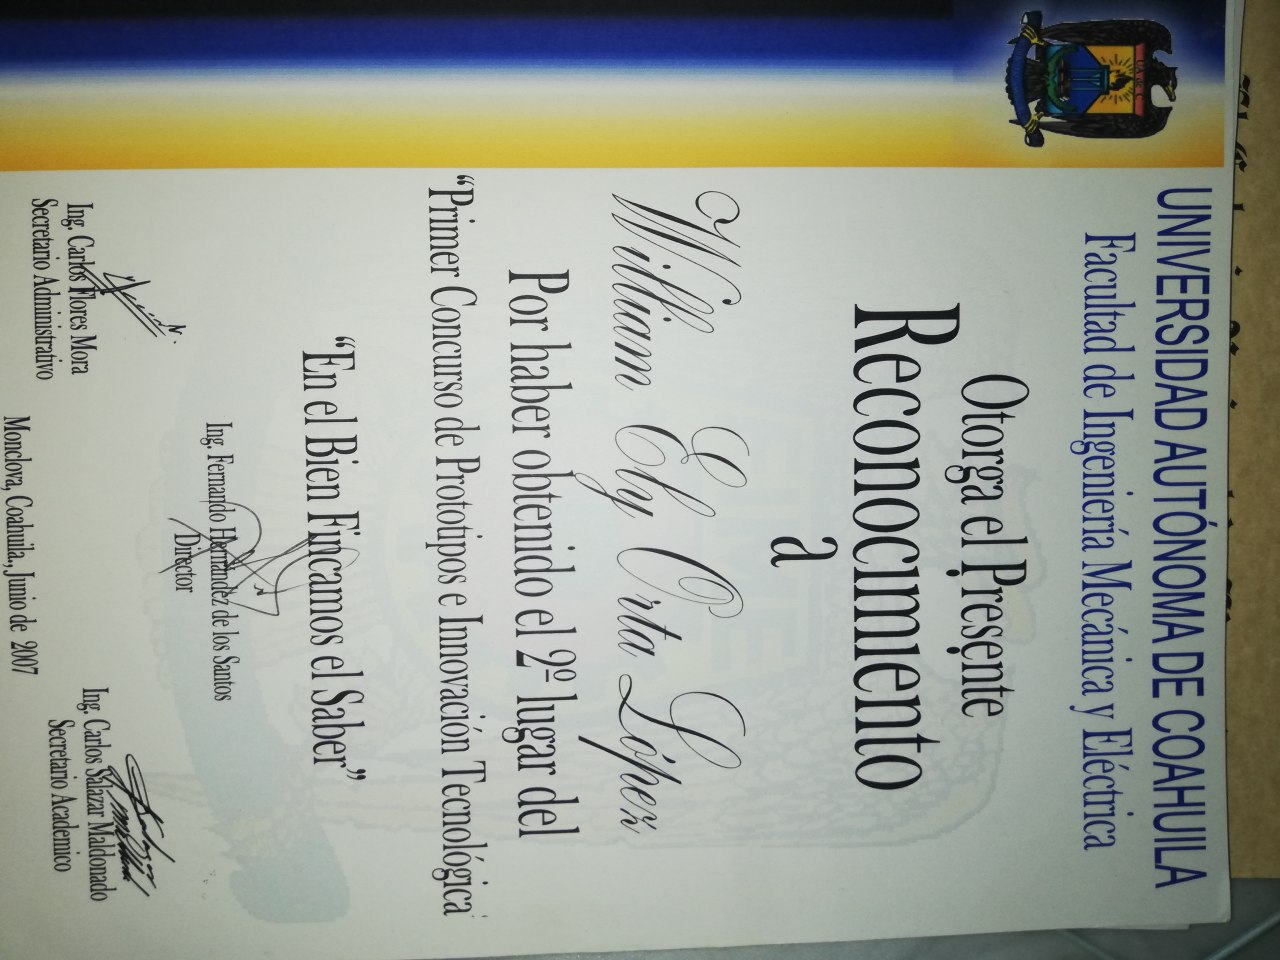 UNIVERSIDAD AUTÓNOMA DE COAHUILA
Facultad de Ingeniería Mecánica y Eléctrica
Otorga el Presente
Reconocimiento
a
William Ely Orta López
Por haber obtenido el 2º lugar del
“Primer Concurso de Prototipos e Innovación Tecnológica
“En el Bien Fincamos el Saber”
Ing. Fernando Hernández de los Santos
Director
Ing. Carlos Flores Mora
Secretario Administrativo
Ing. Carlos Salazar Maldonado
Secretario Academico
Monclova, Coahuila., Junio de 2007